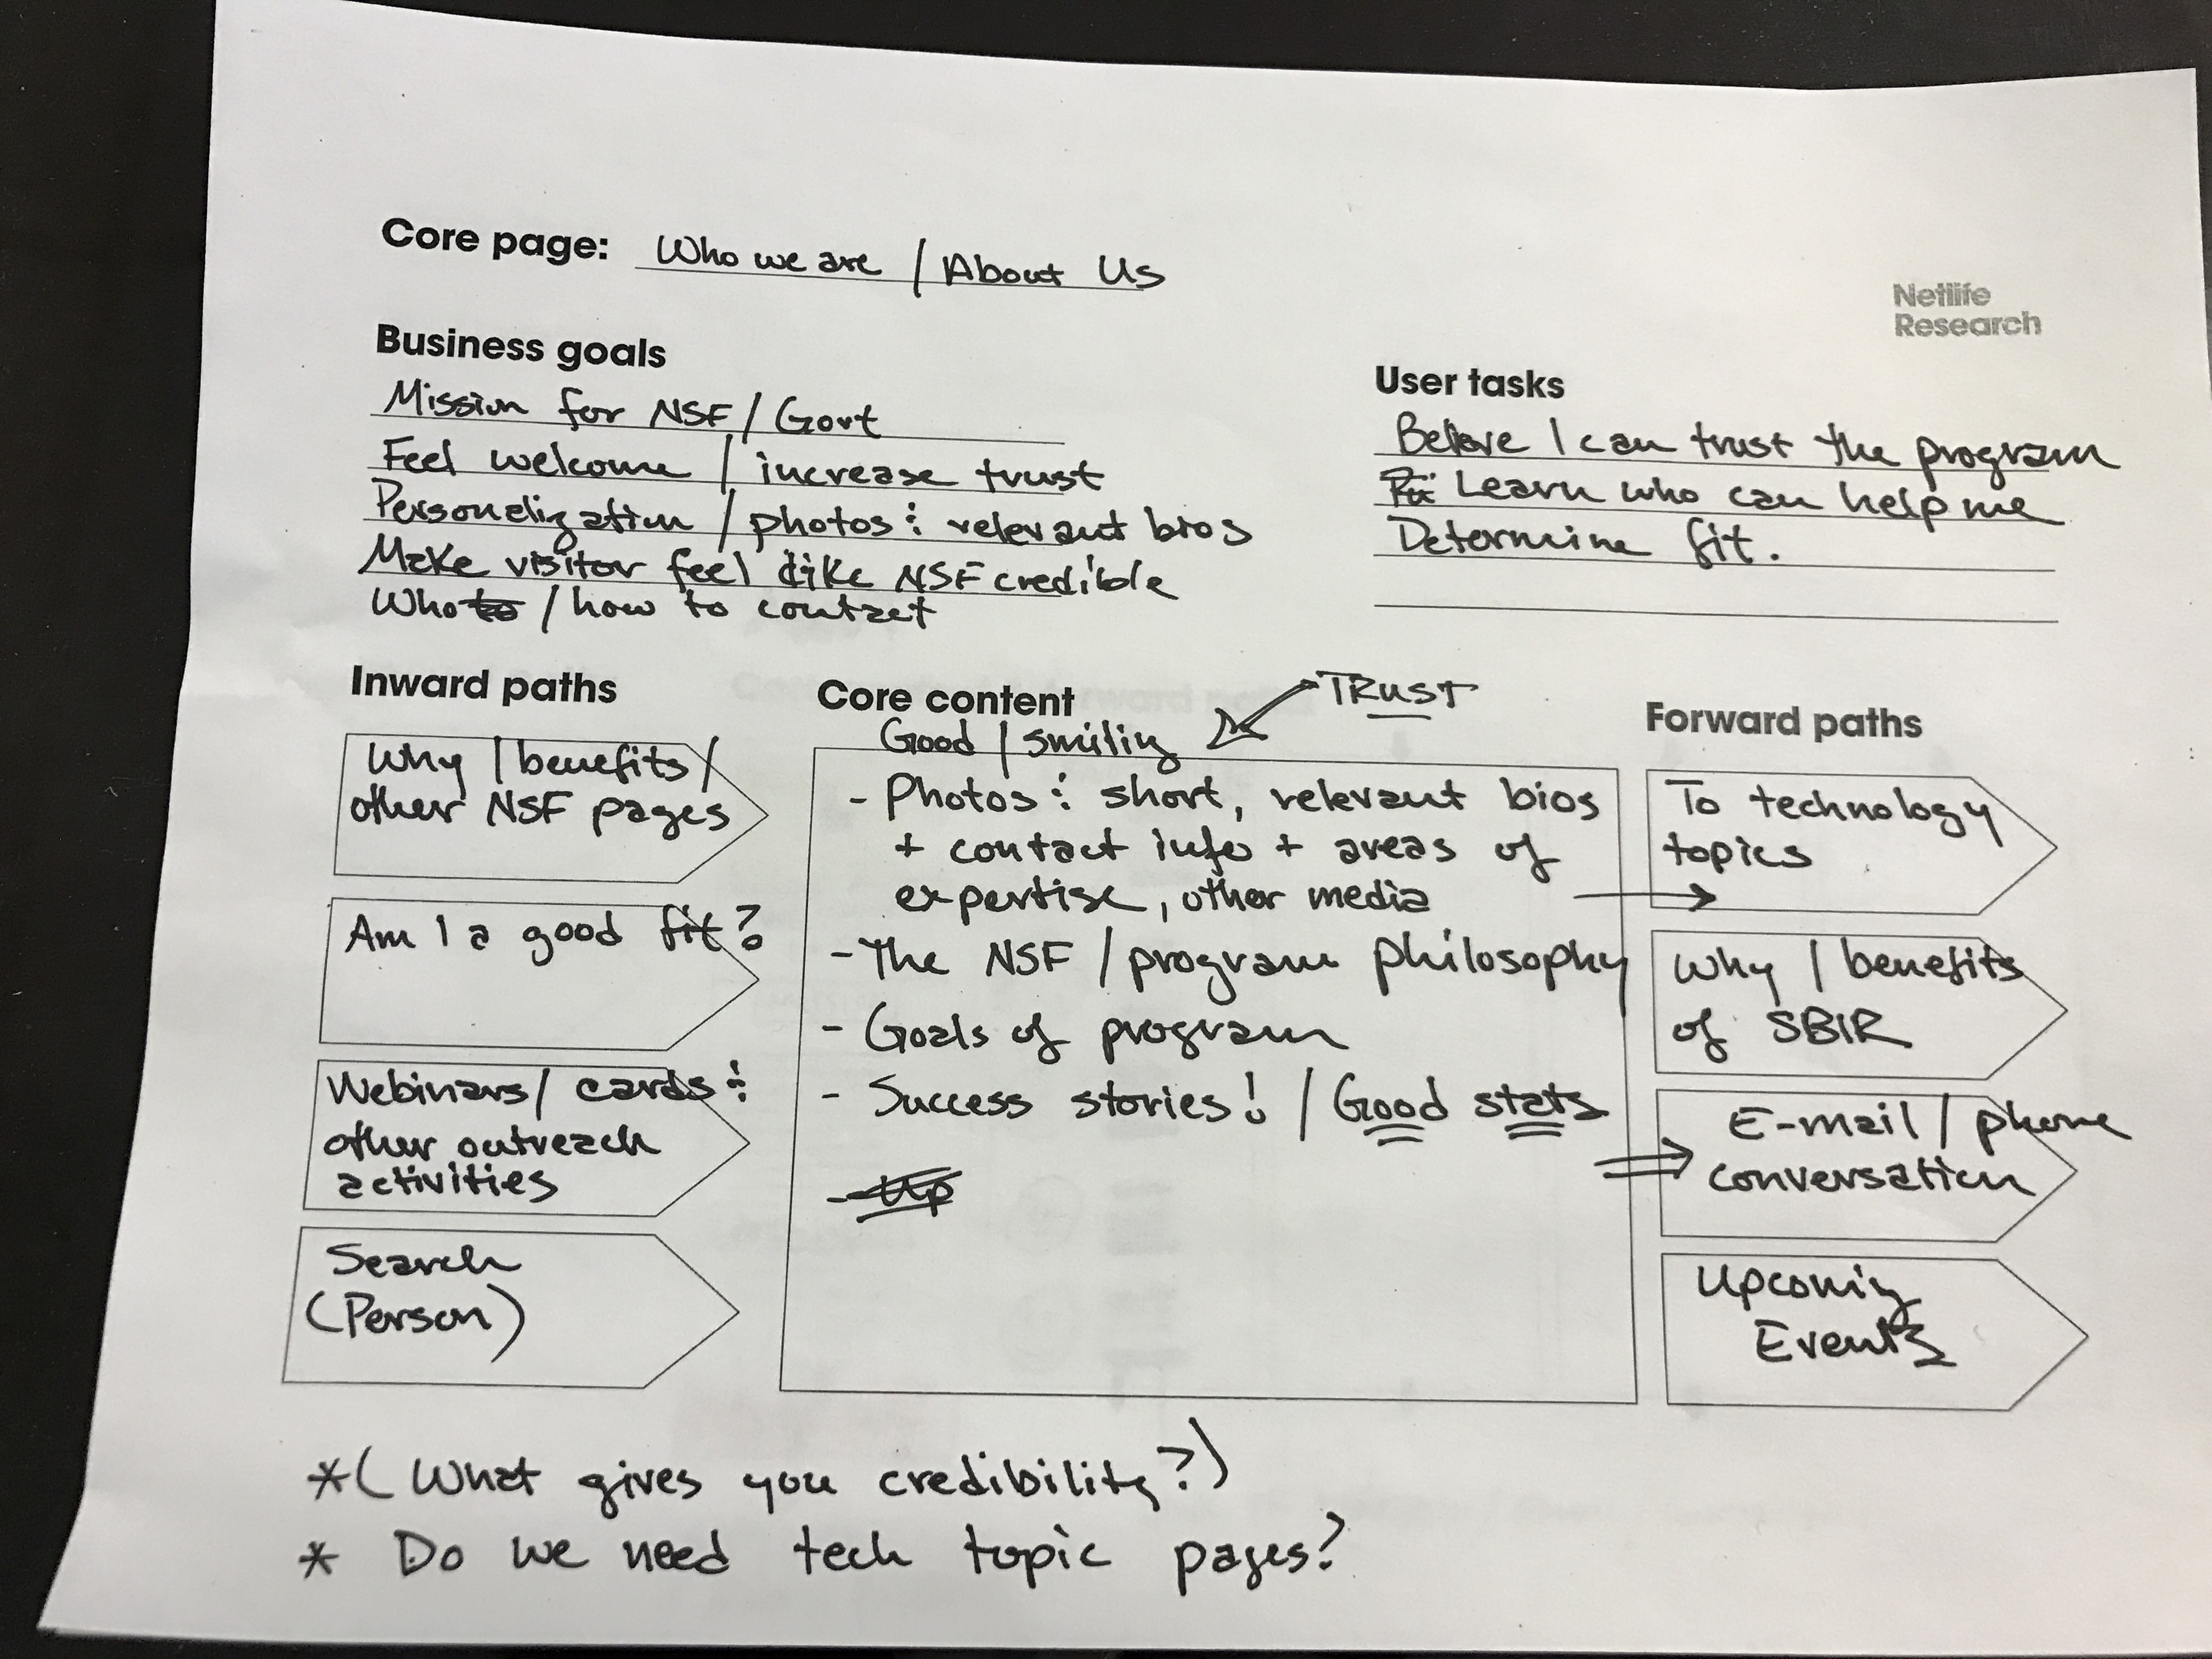 Core page: Who we are / About Us
Netlife
Research
Business goals
Mission for NSF / Govt
Feel welcome / increase trust
Personalization / photos : relevant bios
Make visitor feel like NSF credible
Who to / how to contact
User tasks
Beleve I can trust the program
Learn who can help me
Determine fit.
Inward paths
Why / benefits /
other NSF pages
Am I a good fit?
Webinars / cards :
other outreach
activities
Search
(Person)
Core content
TRUST
Good / smiling
- Photos : short, relevant bios
+ contact info + areas of
expertise, other media
- The NSF / program philosophy
- Goals of program
- Success stories! / Good stats
- Up
Forward paths
To technology
topics
Why / benefits
of SBIR
E-mail / phone
conversation
Upcoming
Events
*( What gives you credibility?)
* Do we need tech topic pages?